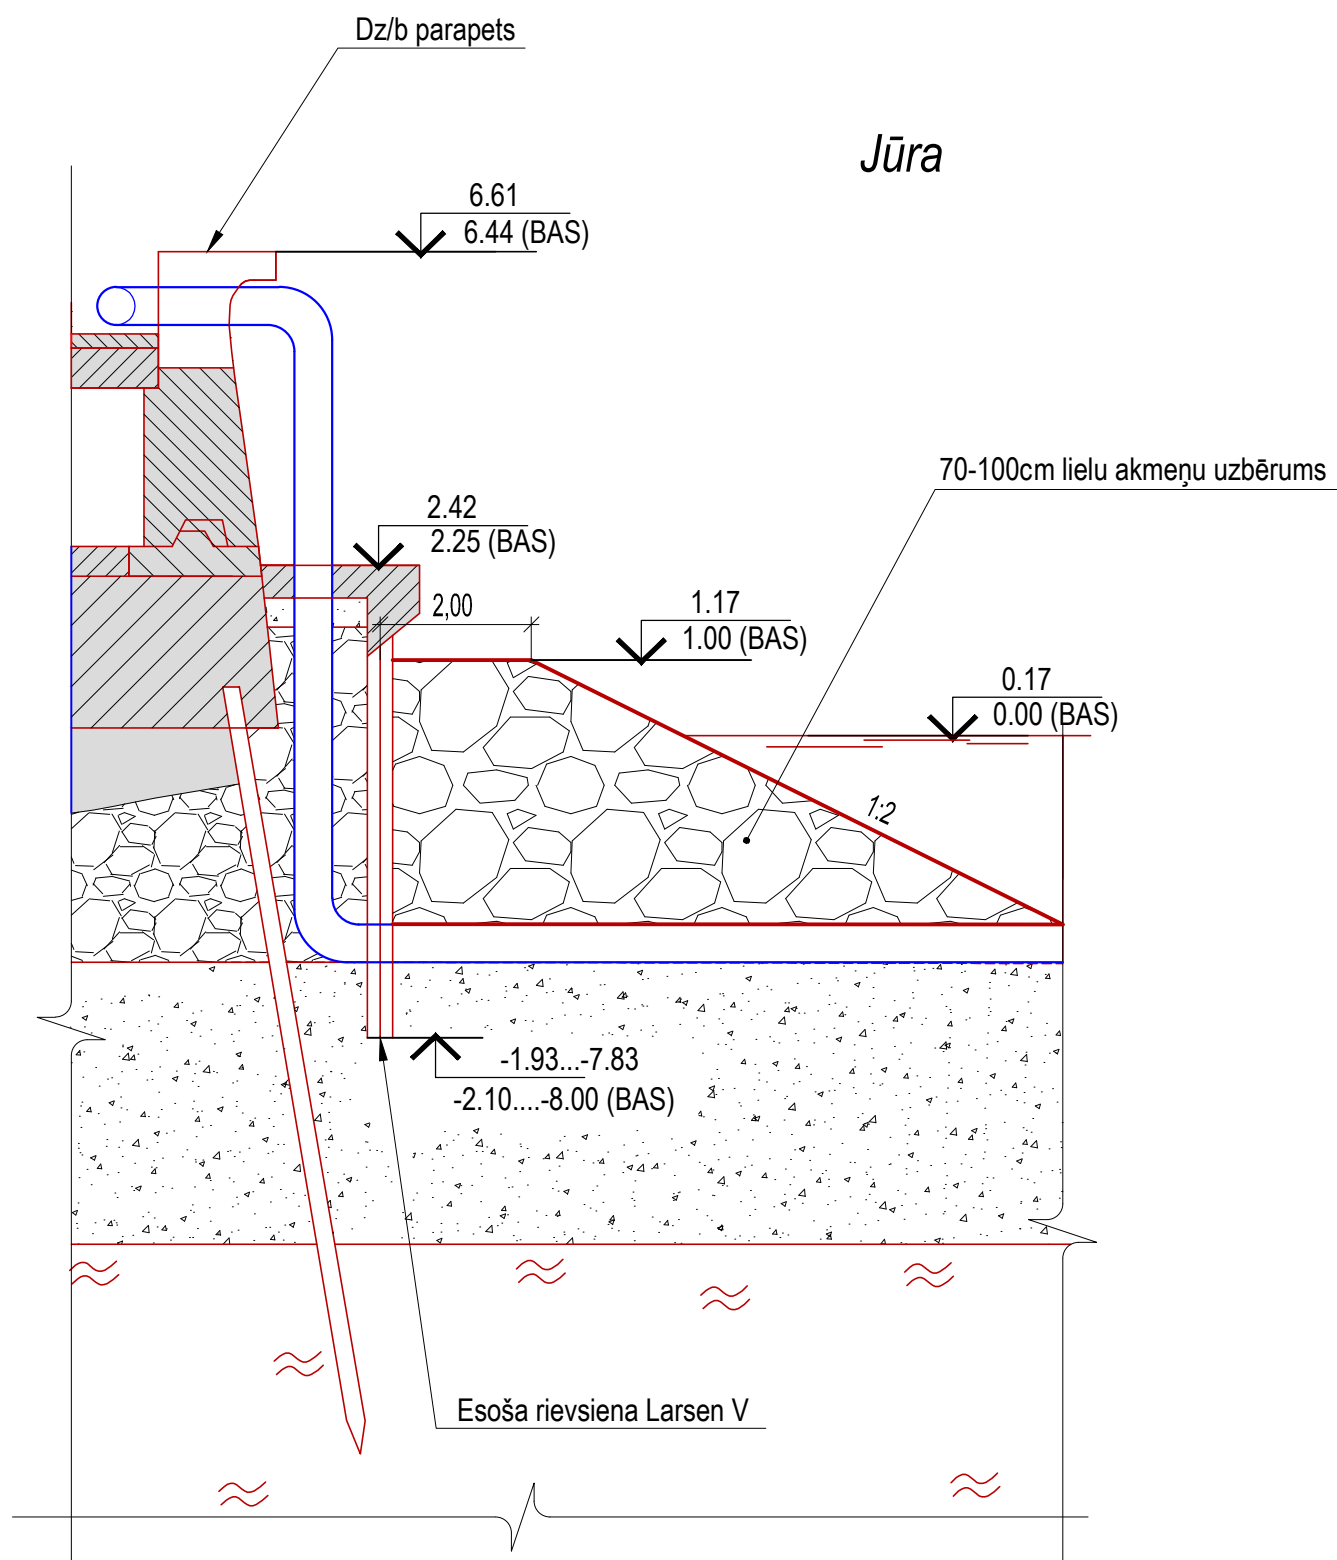 Dz/b parapets
Jūra
6.61
6.44 (BAS)
70-100cm lielu akmeņu uzbērums
2.42
2.25 (BAS)
2,00
1.17
1.00 (BAS)
0.17
0.00 (BAS)
1:2
-1.93...-7.83
-2.10....-8.00 (BAS)
Esoša rievsiena Larsen V